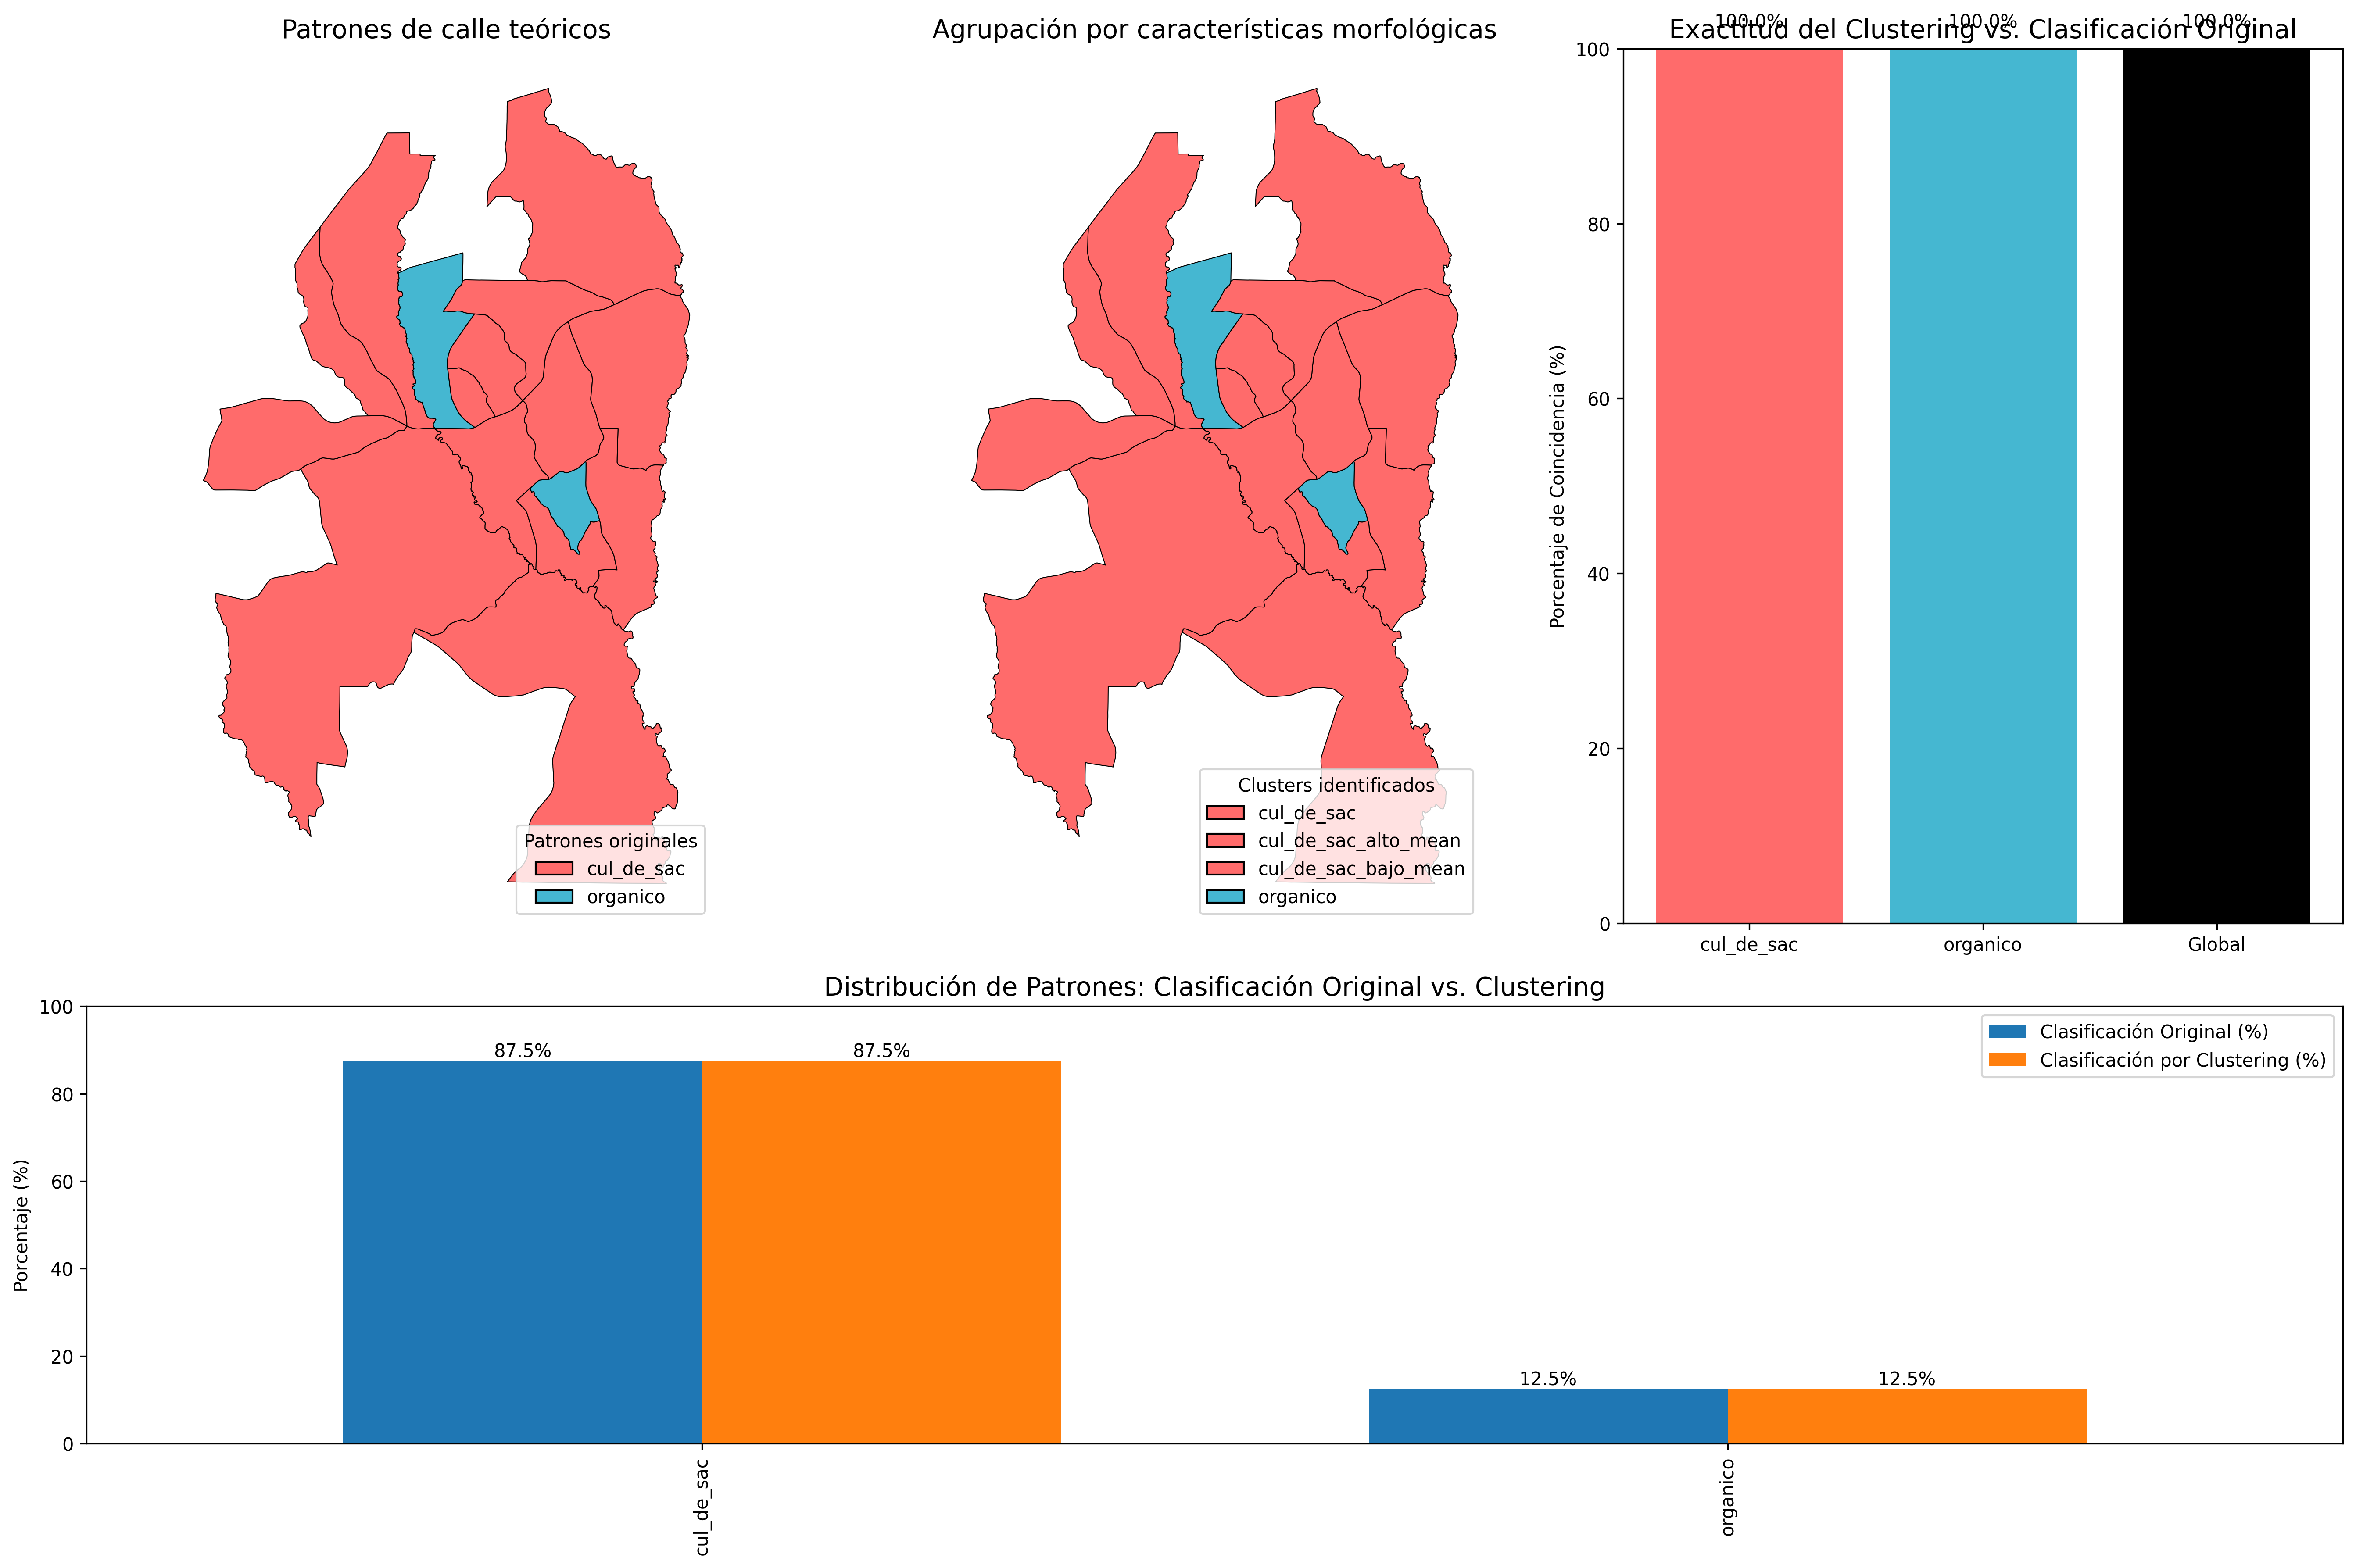 Patrones de calle teóricos
Patrones originales
cul_de_sac
organico
Agrupación por características morfológicas
Clusters identificados
cul_de_sac
cul_de_sac_alto_mean
cul_de_sac_bajo_mean
organico
Exactitud del Clustering vs. Clasificación Original
100.0%
100.0%
100.0%
Porcentaje de Coincidencia (%)
100
80
60
40
20
0
cul_de_sac
organico
Global
Distribución de Patrones: Clasificación Original vs. Clustering
Porcentaje (%)
100
80
60
40
20
0
87.5%
87.5%
12.5%
12.5%
Clasificación Original (%)
Clasificación por Clustering (%)
cul_de_sac
organico